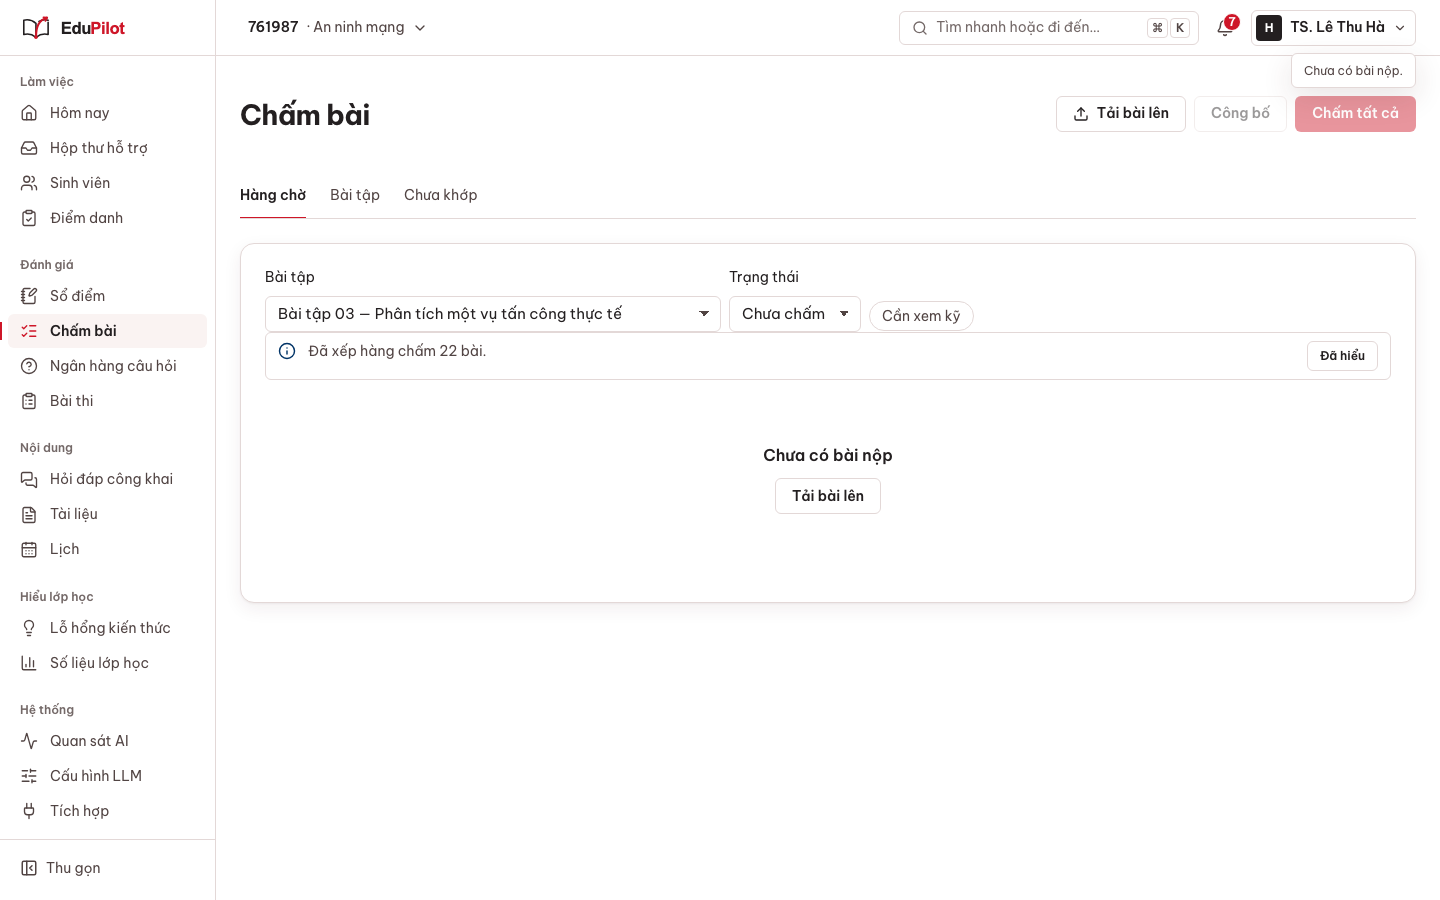 EduPilot
761987 · An ninh mạng
Tìm nhanh hoặc đi đến...
⌘ K
7
H
TS. Lê Thu Hà
Chưa có bài nộp.
Làm việc
Hôm nay
Hộp thư hỗ trợ
Sinh viên
Điểm danh
Đánh giá
Sổ điểm
Chấm bài
Ngân hàng câu hỏi
Bài thi
Nội dung
Hỏi đáp công khai
Tài liệu
Lịch
Hiểu lớp học
Lỗ hổng kiến thức
Số liệu lớp học
Hệ thống
Quan sát AI
Cấu hình LLM
Tích hợp
Thu gọn
Chấm bài
Tải bài lên
Công bố
Chấm tất cả
Hàng chờ
Bài tập
Chưa khớp
Bài tập
Trạng thái
Bài tập 03 — Phân tích một vụ tấn công thực tế
Chưa chấm
Cần xem kỹ
Đã xếp hàng chấm 22 bài.
Đã hiểu
Chưa có bài nộp
Tải bài lên